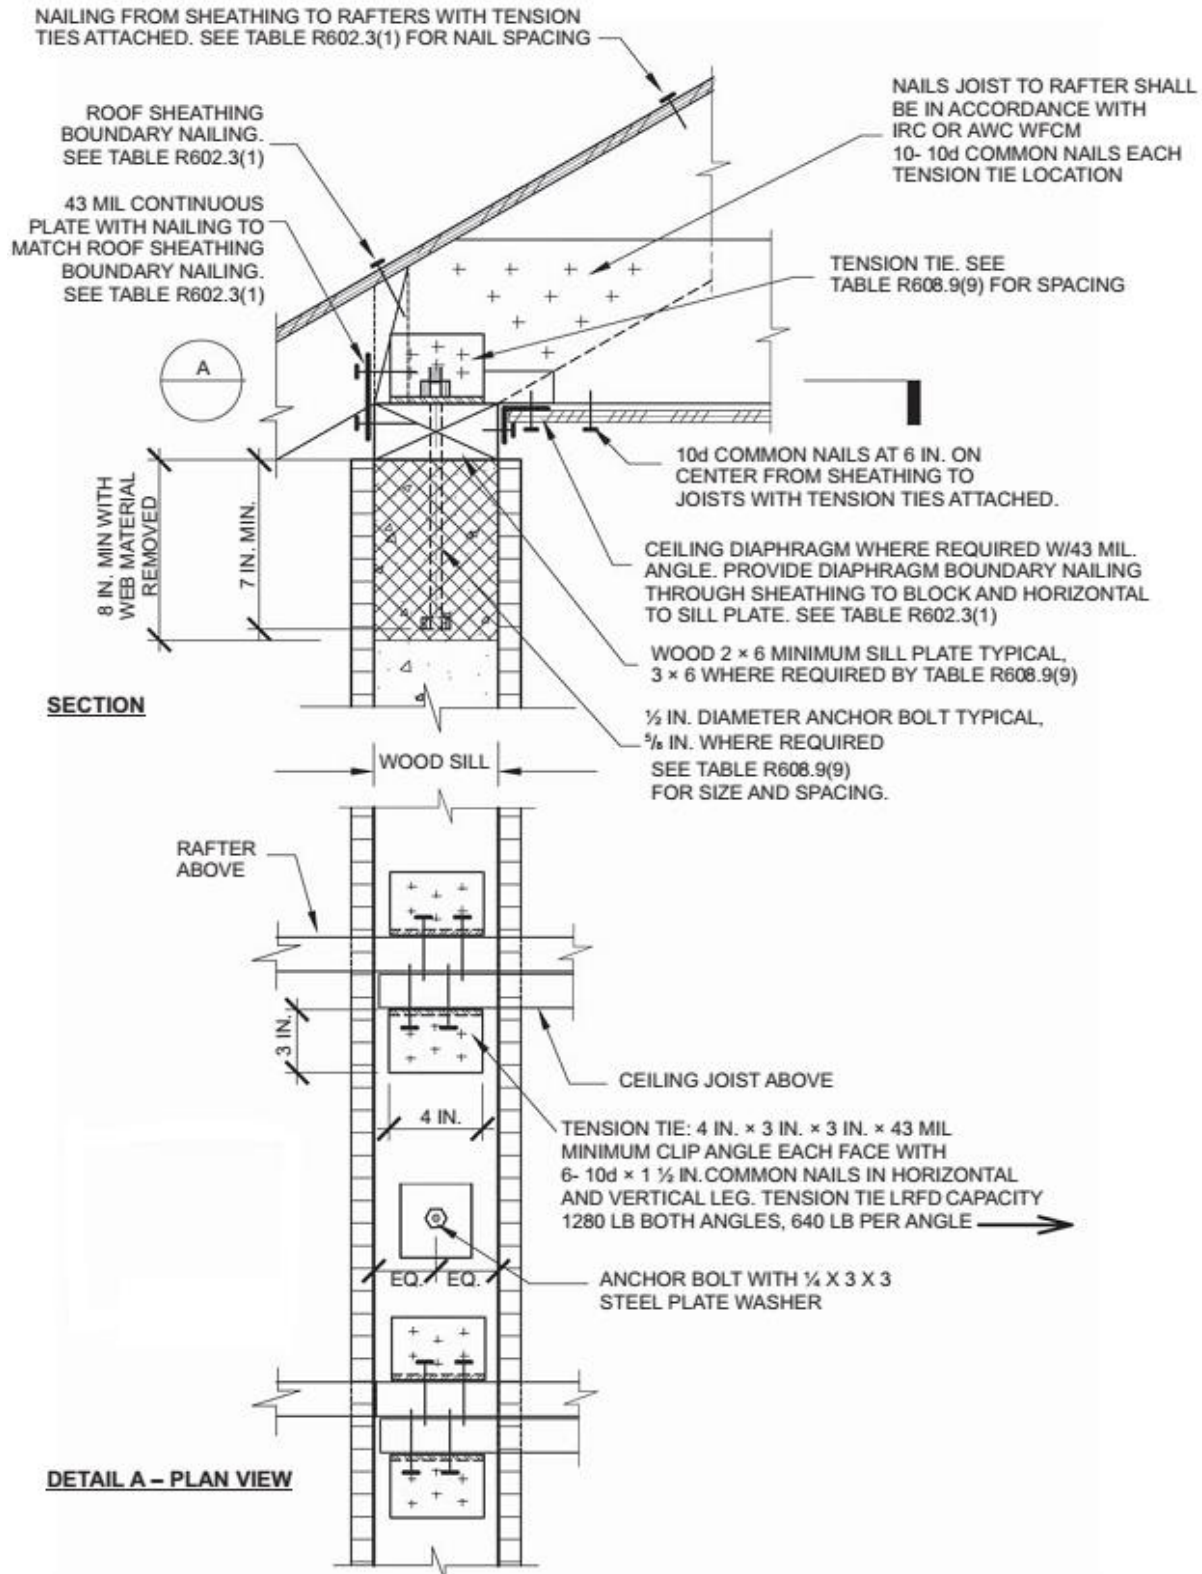 NAILING FROM SHEATHING TO RAFTERS WITH TENSION
TIES ATTACHED. SEE TABLE R602.3(1) FOR NAIL SPACING
ROOF SHEATHING
BOUNDARY NAILING.
SEE TABLE R602.3(1)
43 MIL CONTINUOUS
PLATE WITH NAILING TO
MATCH ROOF SHEATHING
BOUNDARY NAILING.
SEE TABLE R602.3(1)
NAILS JOIST TO RAFTER SHALL
BE IN ACCORDANCE WITH
IRC OR AWC WFCM
10- 10d COMMON NAILS EACH
TENSION TIE LOCATION
TENSION TIE. SEE
TABLE R608.9(9) FOR SPACING
A
10d COMMON NAILS AT 6 IN. ON
CENTER FROM SHEATHING TO
JOISTS WITH TENSION TIES ATTACHED.
8 IN. MIN WITH
WEB MATERIAL
REMOVED
7 IN. MIN.
CEILING DIAPHRAGM WHERE REQUIRED W/43 MIL.
ANGLE. PROVIDE DIAPHRAGM BOUNDARY NAILING
THROUGH SHEATHING TO BLOCK AND HORIZONTAL
TO SILL PLATE. SEE TABLE R602.3(1)
WOOD 2 × 6 MINIMUM SILL PLATE TYPICAL,
3 × 6 WHERE REQUIRED BY TABLE R608.9(9)
SECTION
½ IN. DIAMETER ANCHOR BOLT TYPICAL,
⅝ IN. WHERE REQUIRED
SEE TABLE R608.9(9)
FOR SIZE AND SPACING.
WOOD SILL
RAFTER
ABOVE
3 IN.
CEILING JOIST ABOVE
4 IN.
TENSION TIE: 4 IN. × 3 IN. × 3 IN. × 43 MIL
MINIMUM CLIP ANGLE EACH FACE WITH
6- 10d × 1 ½ IN. COMMON NAILS IN HORIZONTAL
AND VERTICAL LEG. TENSION TIE LRFD CAPACITY
1280 LB BOTH ANGLES, 640 LB PER ANGLE
EQ. EQ.
ANCHOR BOLT WITH ¼ X 3 X 3
STEEL PLATE WASHER
DETAIL A – PLAN VIEW